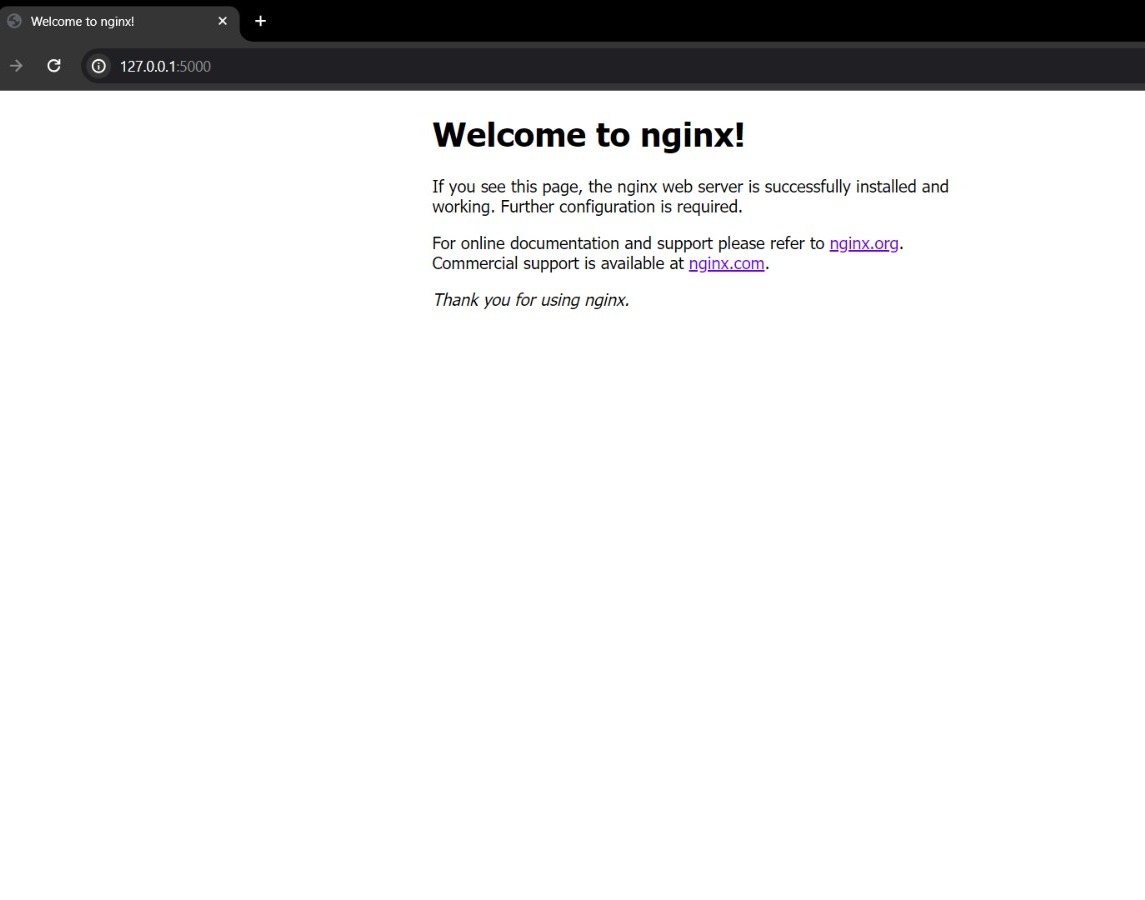 Welcome to nginx!
127.0.0.1:5000
Welcome to nginx!
If you see this page, the nginx web server is successfully installed and
working. Further configuration is required.
For online documentation and support please refer to nginx.org.
Commercial support is available at nginx.com.
Thank you for using nginx.